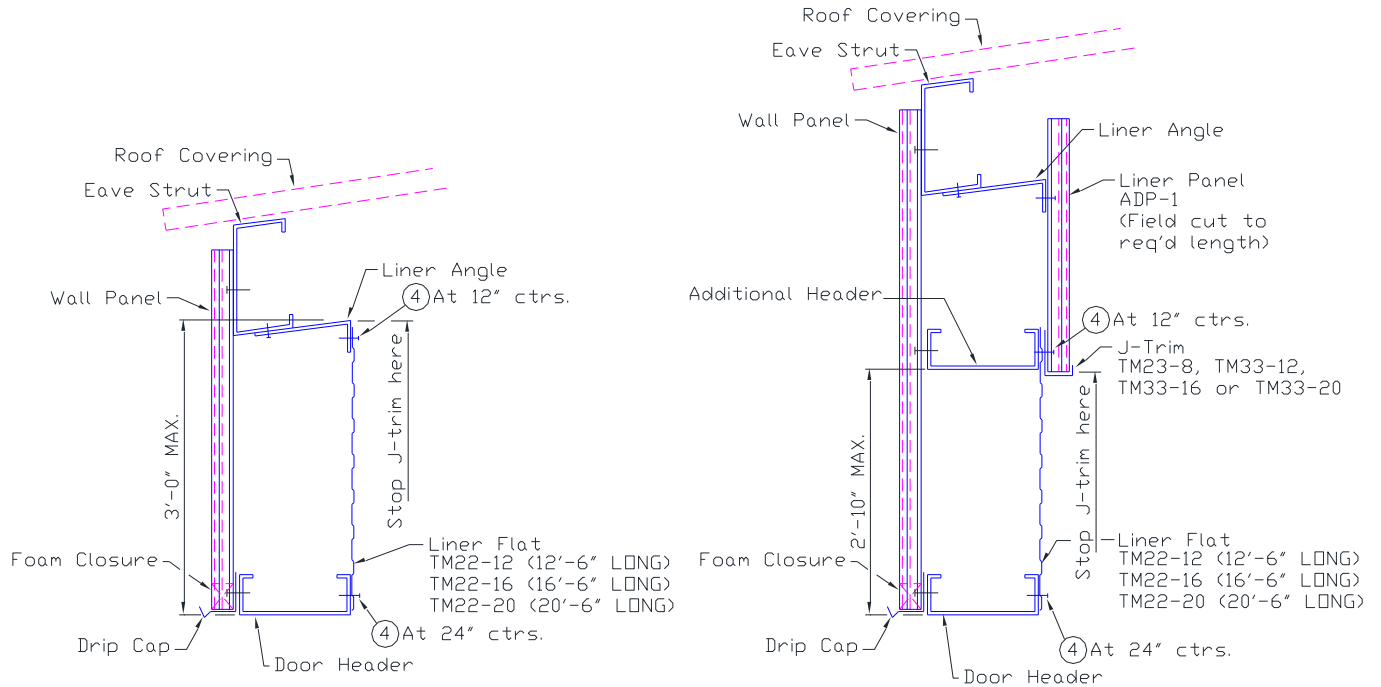 Roof Covering
Eave Strut
Wall Panel
Liner Angle
4 At 12" ctrs.
Stop J-trim here
3'-0" MAX.
Foam Closure
Liner Flat
TM22-12 (12'-6" LONG)
TM22-16 (16'-6" LONG)
TM22-20 (20'-6" LONG)
4 At 24" ctrs.
Drip Cap
Door Header
Roof Covering
Eave Strut
Wall Panel
Liner Angle
Liner Panel
ADP-1
(Field cut to
req'd length)
Additional Header
4 At 12" ctrs.
J-Trim
TM23-8, TM33-12,
TM33-16 or TM33-20
Stop J-trim here
2'-10" MAX.
Foam Closure
Liner Flat
TM22-12 (12'-6" LONG)
TM22-16 (16'-6" LONG)
TM22-20 (20'-6" LONG)
4 At 24" ctrs.
Drip Cap
Door Header